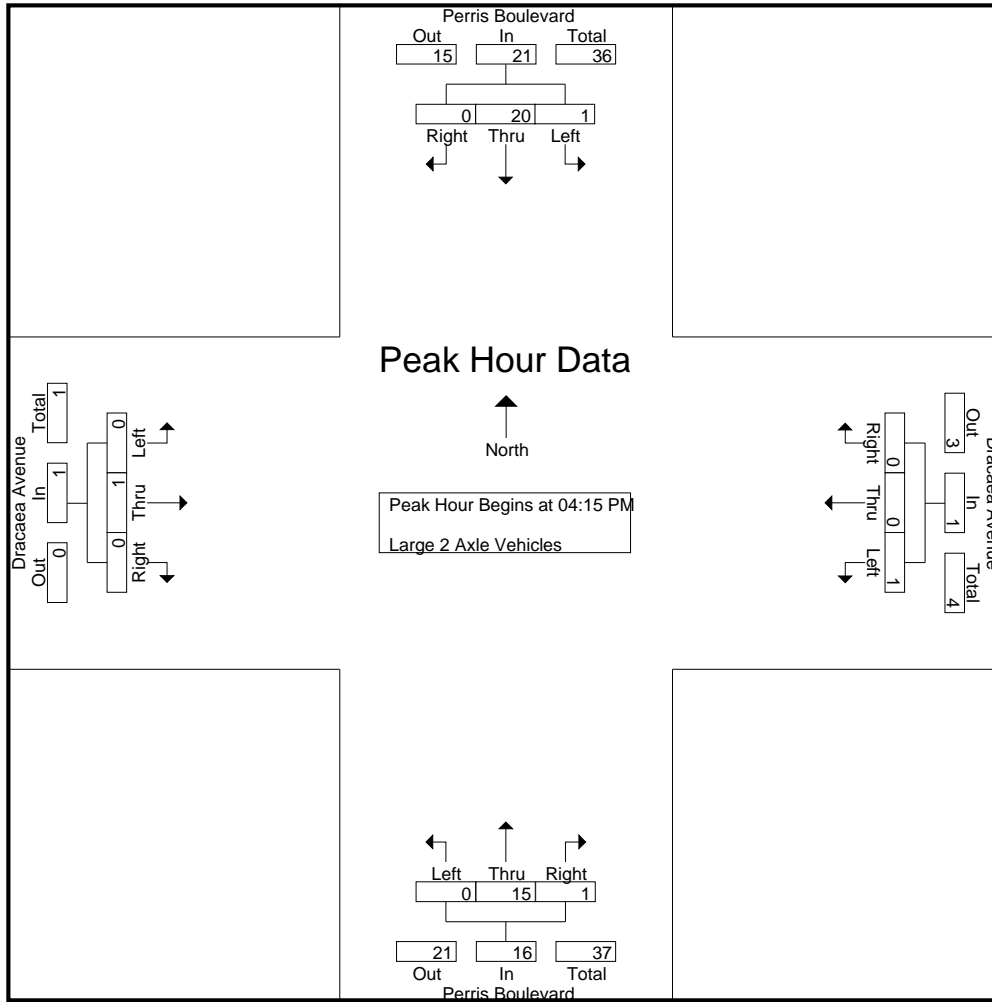 Perris Boulevard
Out In Total
15 21 36
0 20 1
Right Thru Left
Peak Hour Data
North
Peak Hour Begins at 04:15 PM
Large 2 Axle Vehicles
Dracaea Avenue
Out In Total
0 1 1
0 1 0
Right Thru Left
Dracaea Avenue
Out In Total
3 1 4
0 0 1
Right Thru Left
Left Thru Right
0 15 1
21 16 37
Out In Total
Perris Boulevard